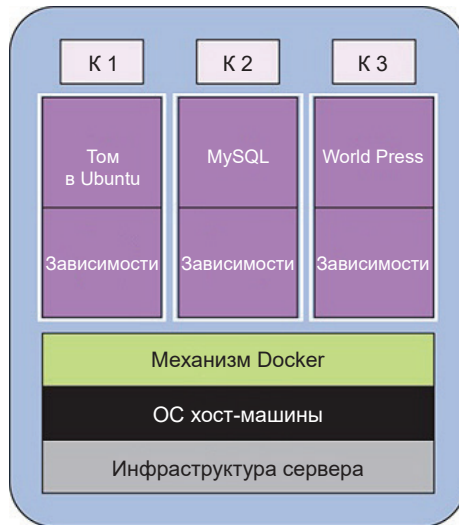 К 1
К 2
К 3
Том
в Ubuntu
MySQL
World Press
Зависимости
Зависимости
Зависимости
Механизм Docker
ОС хост-машины
Инфраструктура сервера